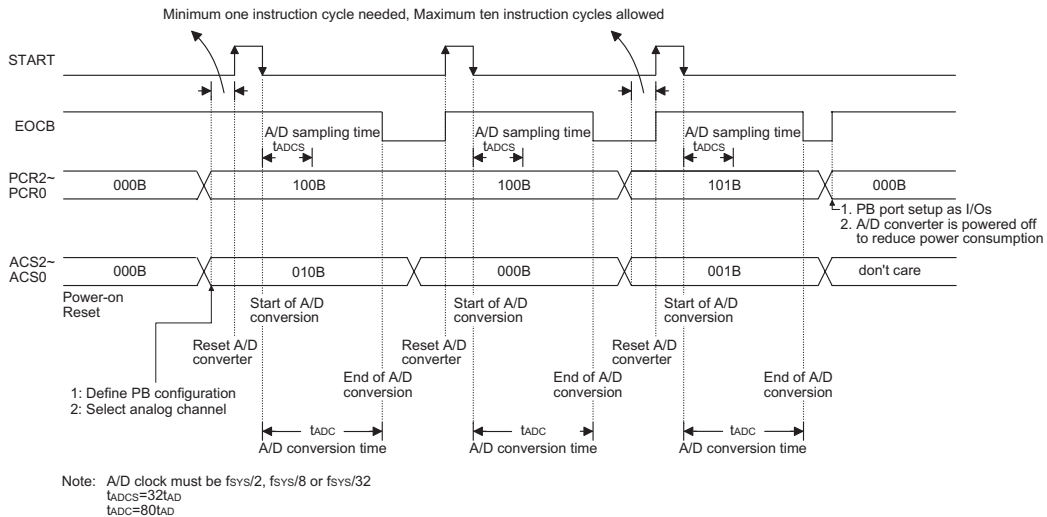 Minimum one instruction cycle needed, Maximum ten instruction cycles allowed
START
EOCB
A/D sampling time
tADCS
A/D sampling time
tADCS
A/D sampling time
tADCS
PCR2~
PCR0
000B
100B
100B
101B
000B
1. PB port setup as I/Os
2. A/D converter is powered off
to reduce power consumption
ACS2~
ACS0
000B
010B
000B
001B
don't care
Power-on
Reset
Start of A/D
conversion
Start of A/D
conversion
Start of A/D
conversion
Reset A/D
converter
Reset A/D
converter
Reset A/D
converter
1: Define PB configuration
2: Select analog channel
End of A/D
conversion
End of A/D
conversion
End of A/D
conversion
tADC
A/D conversion time
tADC
A/D conversion time
tADC
A/D conversion time
Note: A/D clock must be fSYS/2, fSYS/8 or fSYS/32
tADCS=32tAD
tADC=80tAD